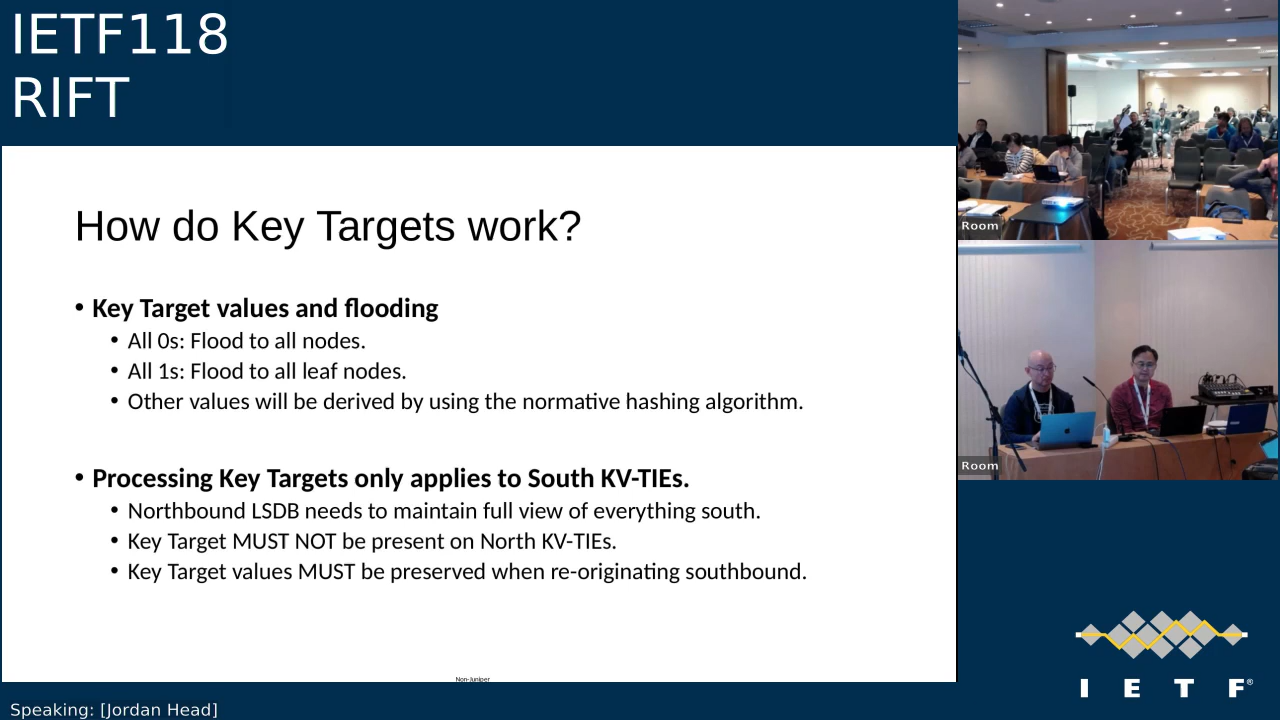 IETF118
RIFT
How do Key Targets work?
• Key Target values and flooding
• All 0s: Flood to all nodes.
• All 1s: Flood to all leaf nodes.
• Other values will be derived by using the normative hashing algorithm.
• Processing Key Targets only applies to South KV-TIEs.
• Northbound LSDB needs to maintain full view of everything south.
• Key Target MUST NOT be present on North KV-TIEs.
• Key Target values MUST be preserved when re-originating southbound.
Non-Juniper
Speaking: [Jordan Head]
Room
Room
I E T F®